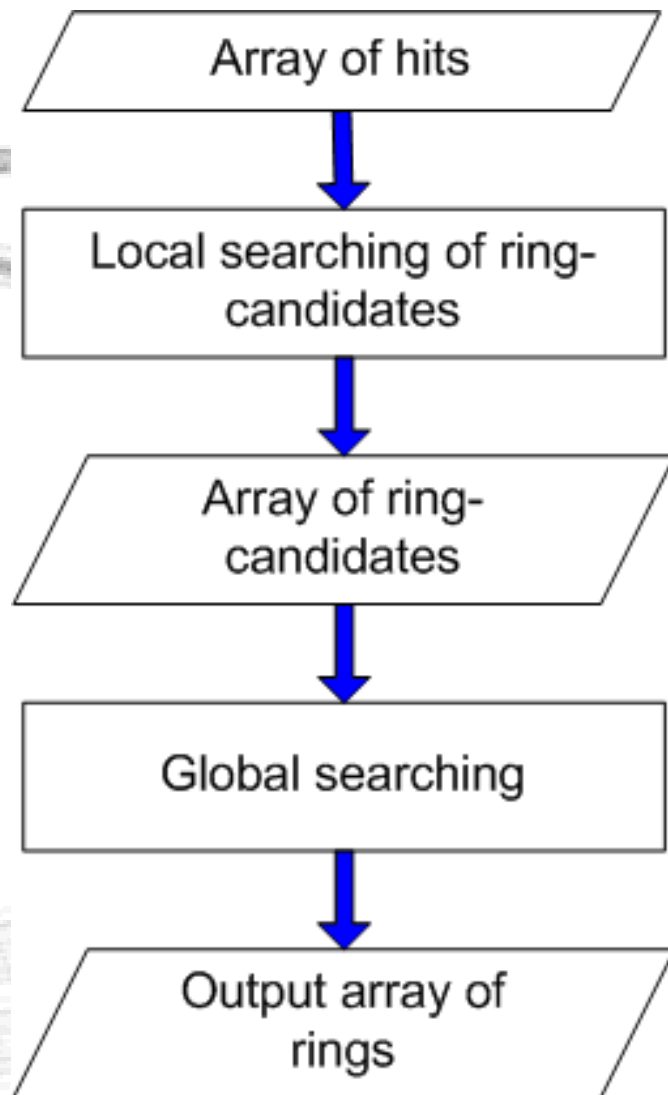 Array of hits
Local searching of ring-
candidates
Array of ring-
candidates
Global searching
Output array of
rings